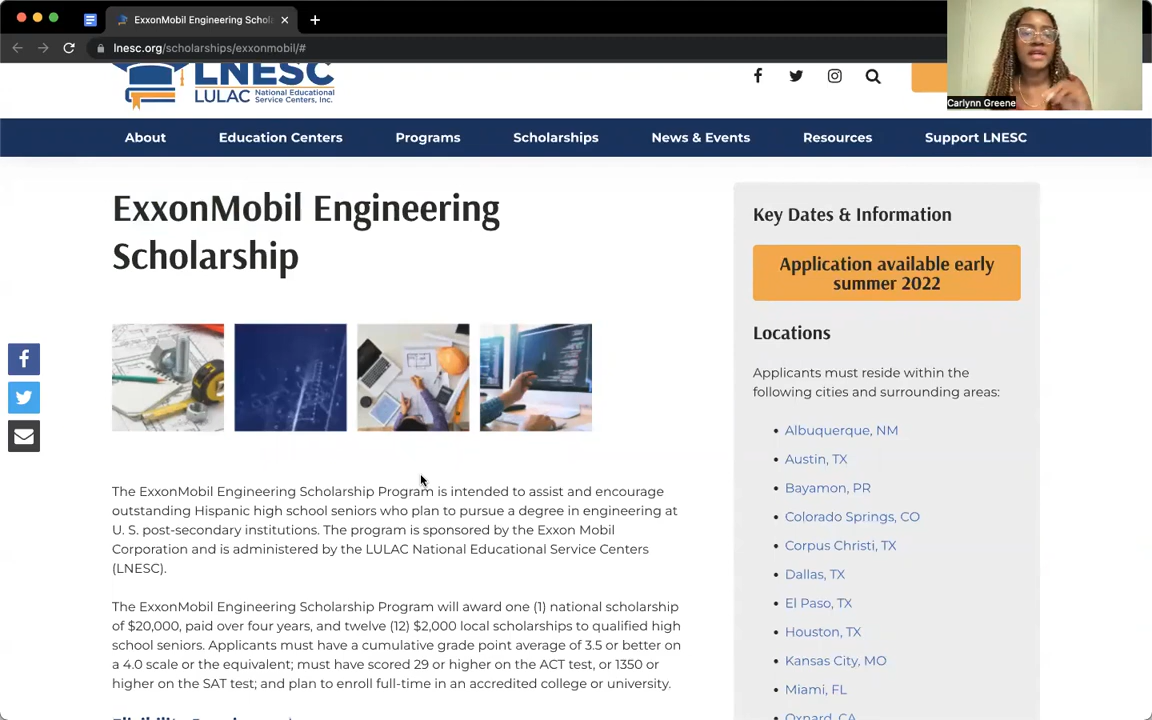 ExxonMobil Engineering Schola
lnesc.org/scholarships/exxonmobil/#
Carlynn Greene
LNESC
LULAC National Educational
Service Centers, Inc.
About Education Centers Programs Scholarships News & Events Resources Support LNESC
ExxonMobil Engineering
Scholarship
The ExxonMobil Engineering Scholarship Program is intended to assist and encourage
outstanding Hispanic high school seniors who plan to pursue a degree in engineering at
U. S. post-secondary institutions. The program is sponsored by the Exxon Mobil
Corporation and is administered by the LULAC National Educational Service Centers
(LNESC).
The ExxonMobil Engineering Scholarship Program will award one (1) national scholarship
of $20,000, paid over four years, and twelve (12) $2,000 local scholarships to qualified high
school seniors. Applicants must have a cumulative grade point average of 3.5 or better on
a 4.0 scale or the equivalent; must have scored 29 or higher on the ACT test, or 1350 or
higher on the SAT test; and plan to enroll full-time in an accredited college or university.
Key Dates & Information
Application available early
summer 2022
Locations
Applicants must reside within the
following cities and surrounding areas:
Albuquerque, NM
Austin, TX
Bayamon, PR
Colorado Springs, CO
Corpus Christi, TX
Dallas, TX
El Paso, TX
Houston, TX
Kansas City, MO
Miami, FL
Oxnard, CA